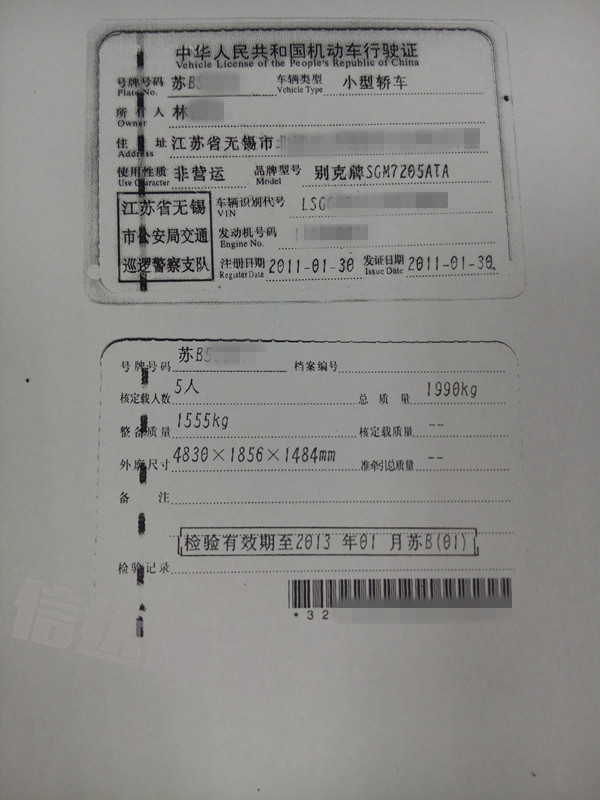 中华人民共和国机动车行驶证
Vehicle License of the People's Republic of China
号牌号码 苏B5 车辆类型 小型轿车
Plate No. Vehicle Type
所有人 林
Owner
住址 江苏省无锡市
Address
使用性质 非营运 品牌型号 别克牌SGM7205ATA
Use Character Model
江苏省无锡 车辆识别代号 LSG
VIN
市公安局交通 发动机号码
Engine No.
巡逻警察支队 注册日期 2011-01-30 发证日期 2011-01-30
Register Date Issue Date
号牌号码 苏B5 档案编号
核定载人数 5人 总质量 1990kg
整备质量 1555kg 核定载质量 --
外廓尺寸 4830×1856×1484mm 准牵引总质量 --
备注
检验有效期至2013 年01 月苏B(01)
检验记录
*32